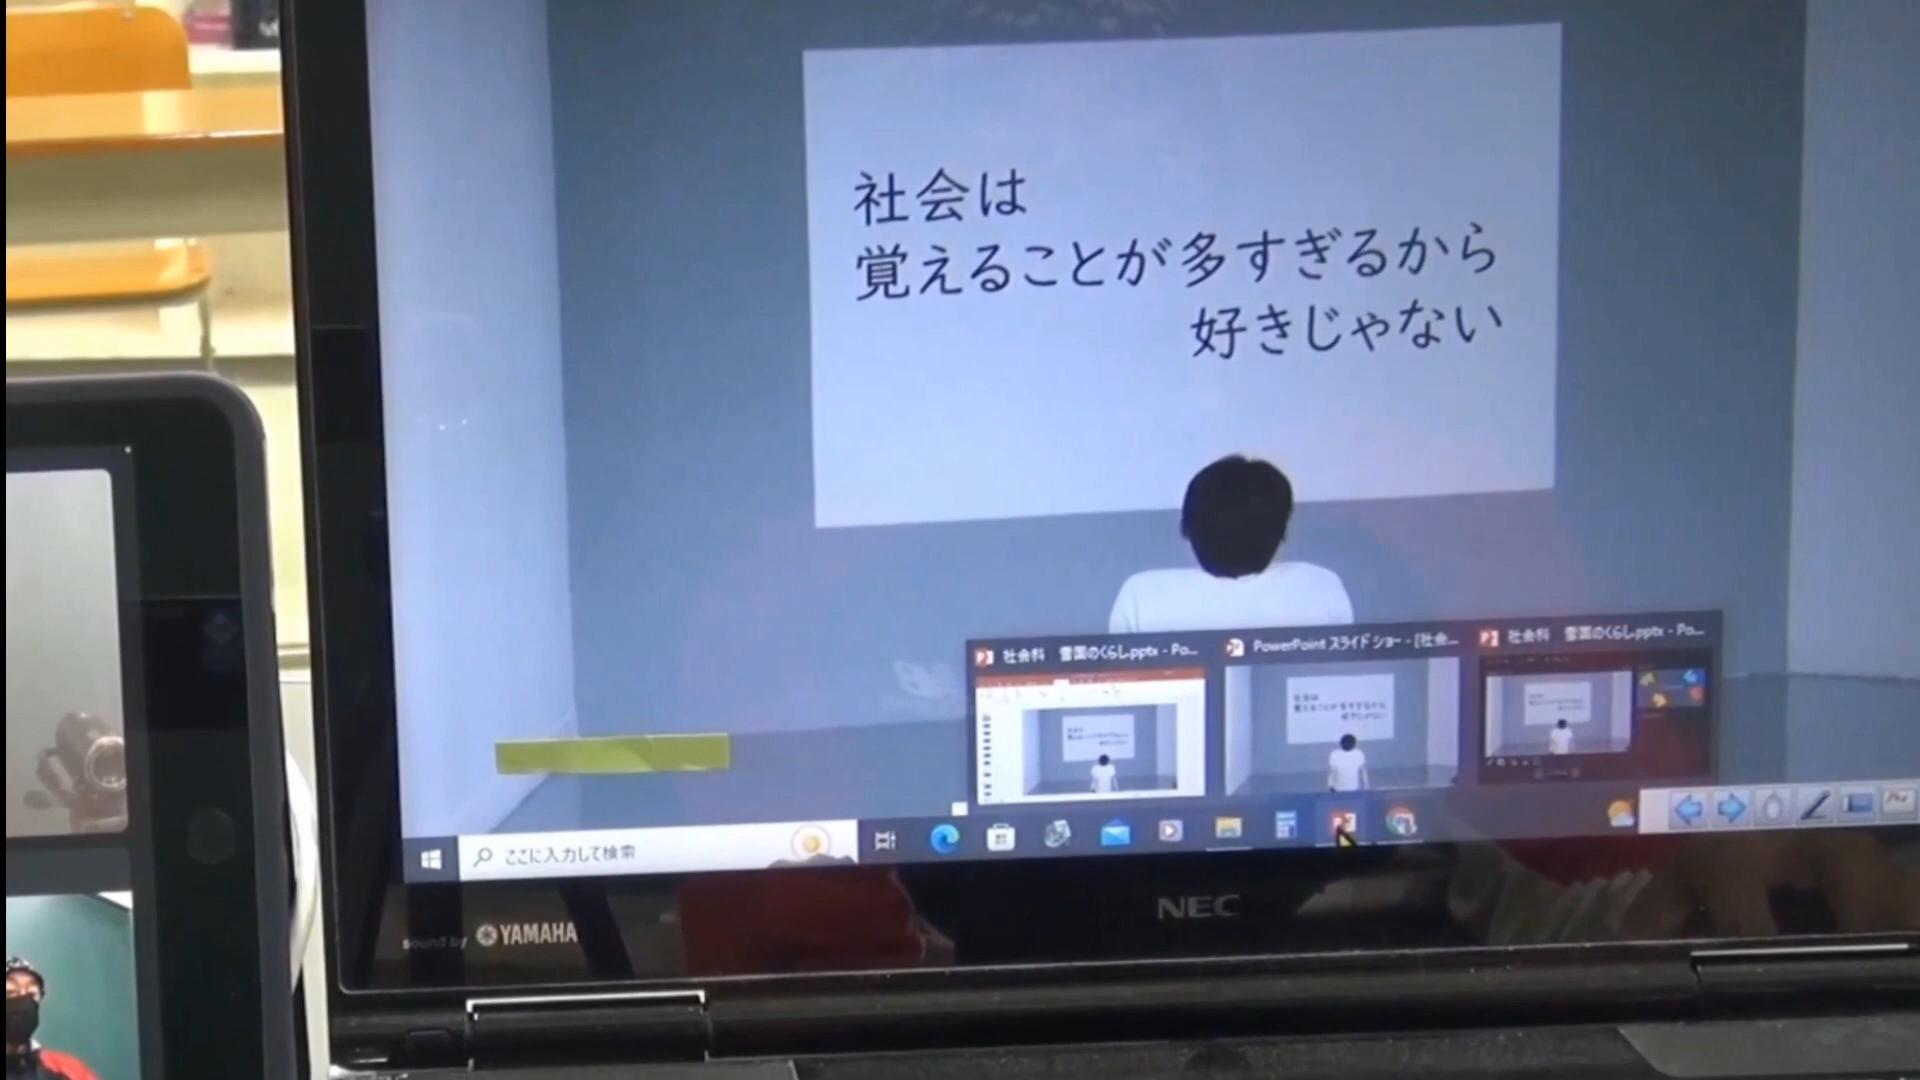 社会は
覚えることが多すぎるから
好きじゃない
社会科 雪国のくらし.pptx - Po...
PowerPoint スライド ショー - [社会...
社会科 雪国のくらし.pptx - Po...
ここに入力して検索
NEC
sound by YAMAHA